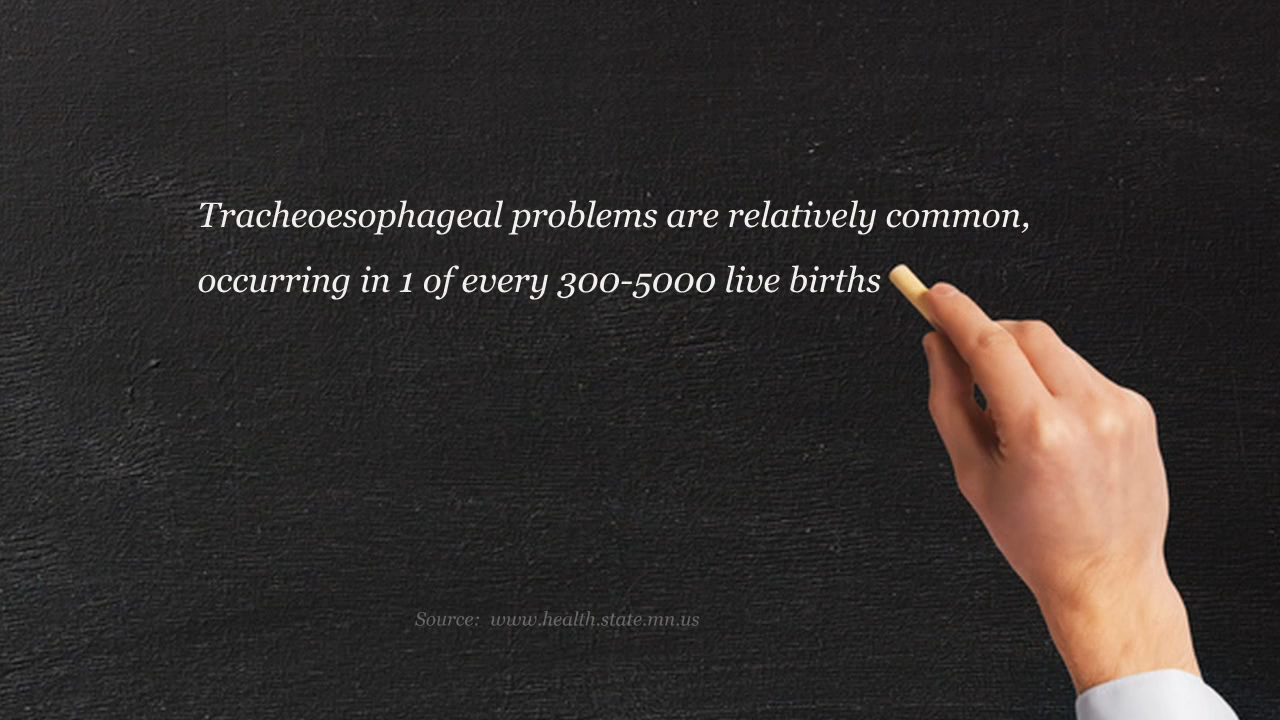 Tracheoesophageal problems are relatively common,
occurring in 1 of every 300-5000 live births
Source: www.health.state.mn.us